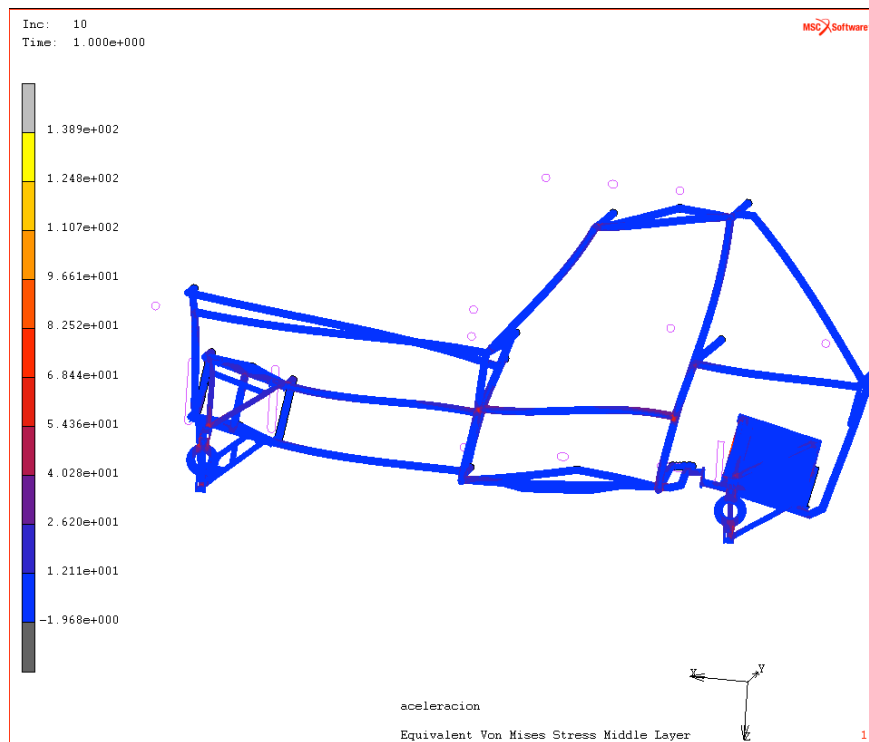 Inc: 10
MSC Software
Time: 1.000e+000
1.389e+002
1.248e+002
1.107e+002
9.661e+001
8.252e+001
6.844e+001
5.436e+001
4.028e+001
2.620e+001
1.211e+001
-1.968e+000
X
Y
Z
aceleracion
Equivalent Von Mises Stress Middle Layer
1